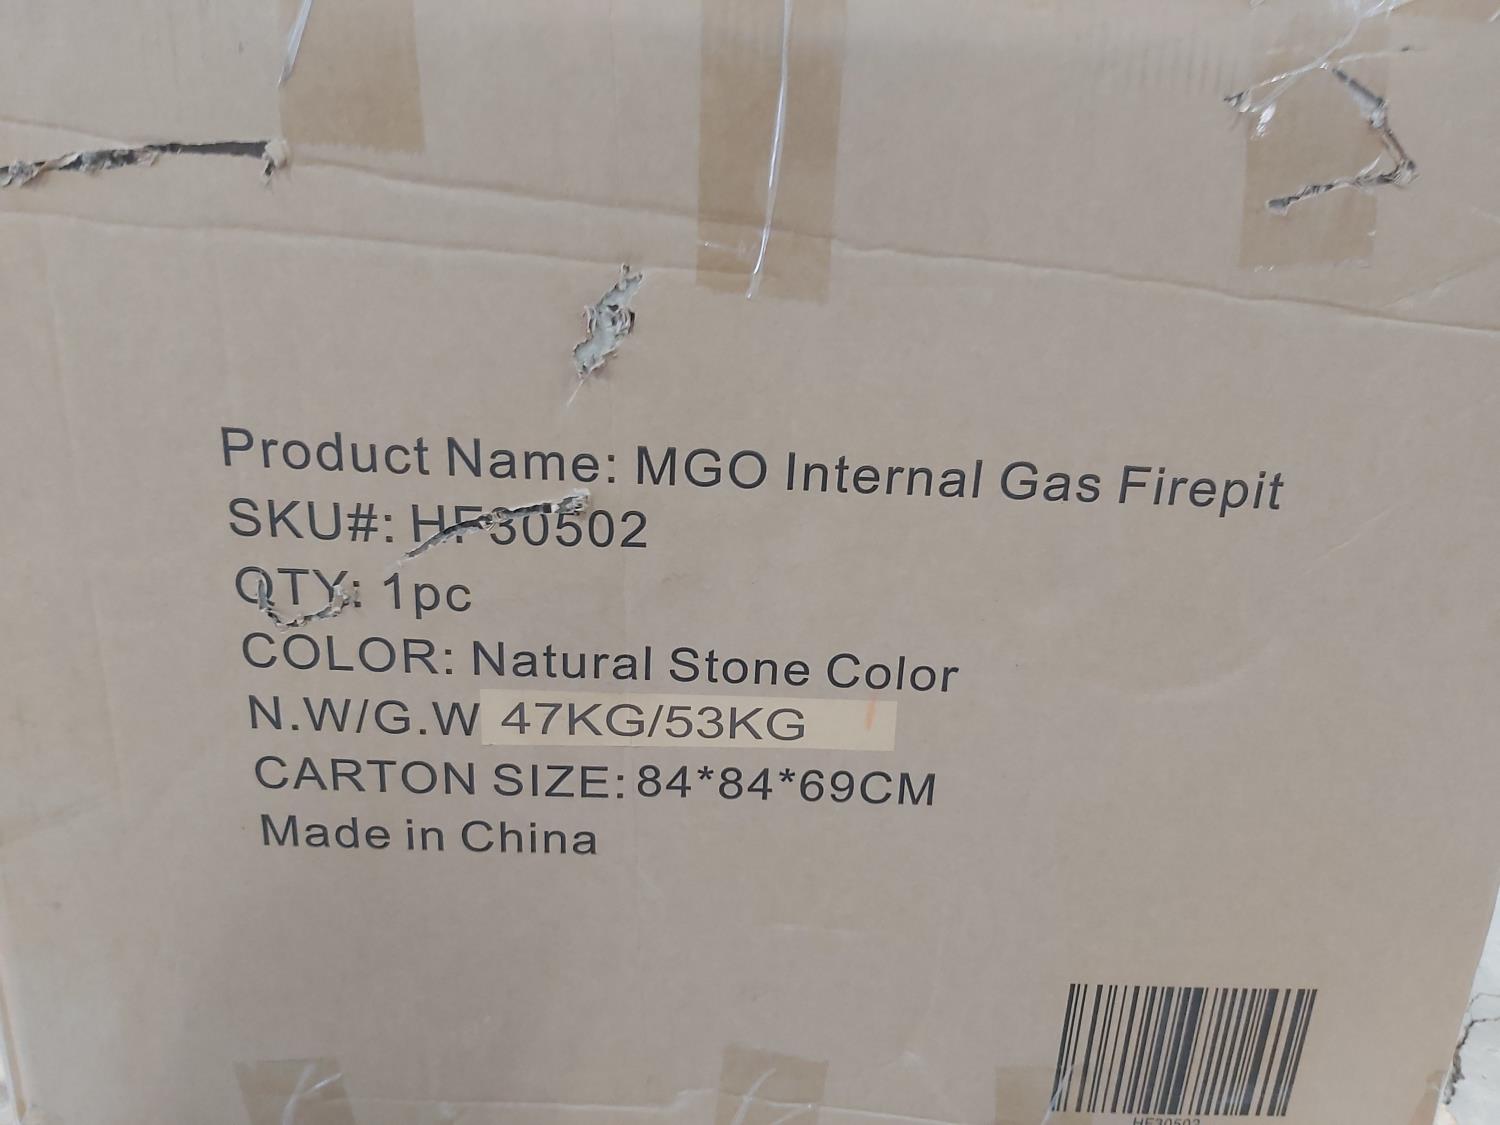 Product Name: MGO Internal Gas Firepit
SKU#: HF30502
QTY: 1pc
COLOR: Natural Stone Color
N.W/G.W 47KG/53KG
CARTON SIZE: 84*84*69CM
Made in China
HF30502